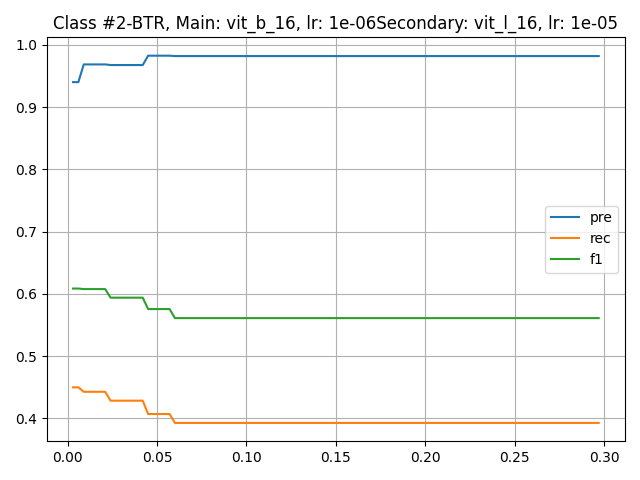 Class #2-BTR, Main: vit_b_16, lr: 1e-06Secondary: vit_l_16, lr: 1e-05
1.0
0.9
0.8
0.7
0.6
0.5
0.4
pre
rec
f1
0.00 0.05 0.10 0.15 0.20 0.25 0.30